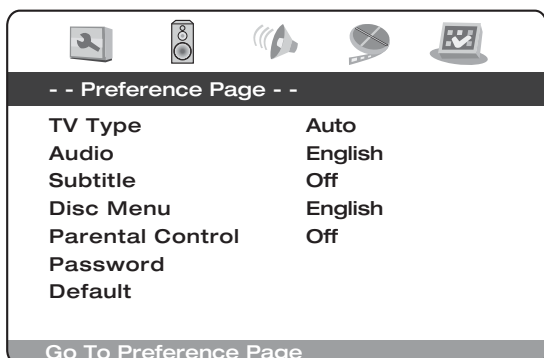 - - Preference Page - -
TV Type Auto
Audio English
Subtitle Off
Disc Menu English
Parental Control Off
Password
Default
Go To Preference Page